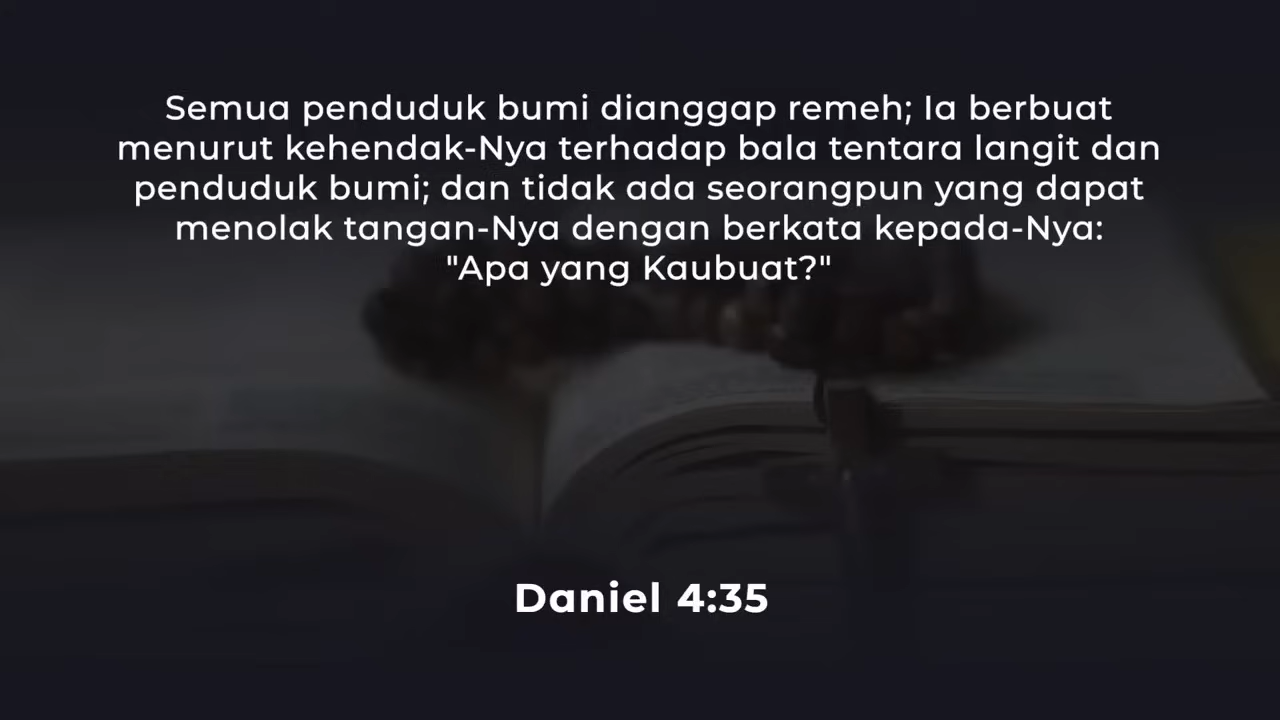 Semua penduduk bumi dianggap remeh; Ia berbuat
menurut kehendak-Nya terhadap bala tentara langit dan
penduduk bumi; dan tidak ada seorangpun yang dapat
menolak tangan-Nya dengan berkata kepada-Nya:
"Apa yang Kaubuat?"
Daniel 4:35